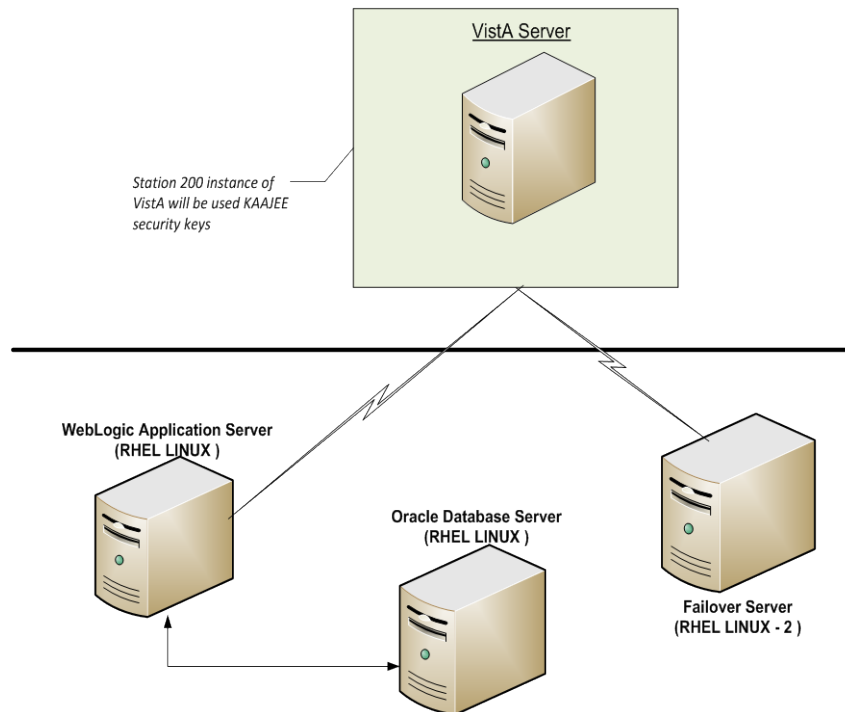 VistA Server
Station 200 instance of
VistA will be used KAAJEE
security keys
WebLogic Application Server
(RHEL LINUX )
Oracle Database Server
(RHEL LINUX )
Failover Server
(RHEL LINUX - 2 )